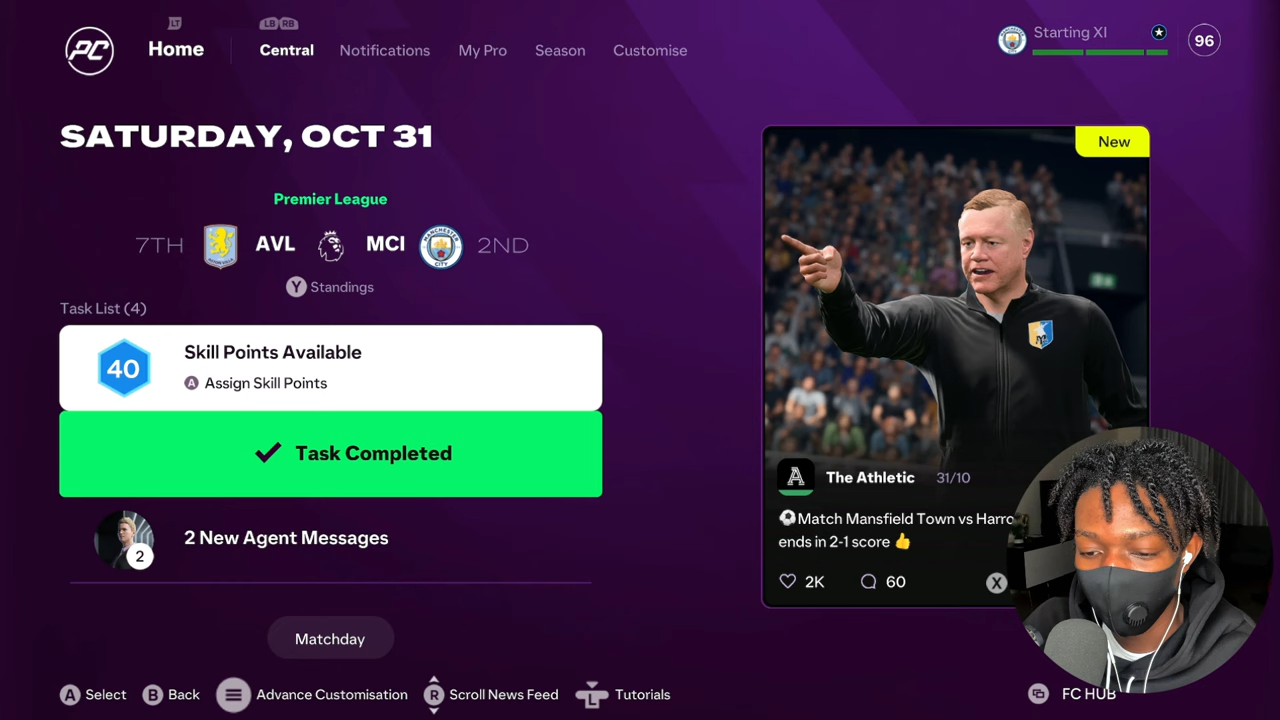 LT
LB RB
PC
Home
Central
Notifications
My Pro
Season
Customise
Starting XI
96
SATURDAY, OCT 31
Premier League
7TH
AVL
MCI
2ND
Y Standings
Task List (4)
40
Skill Points Available
A Assign Skill Points
Task Completed
2 New Agent Messages
2
Matchday
New
A
The Athletic
31/10
⚽Match Mansfield Town vs Harro
ends in 2-1 score 👍
2K
60
X
A Select
B Back
Advance Customisation
R Scroll News Feed
L Tutorials
FC HUB